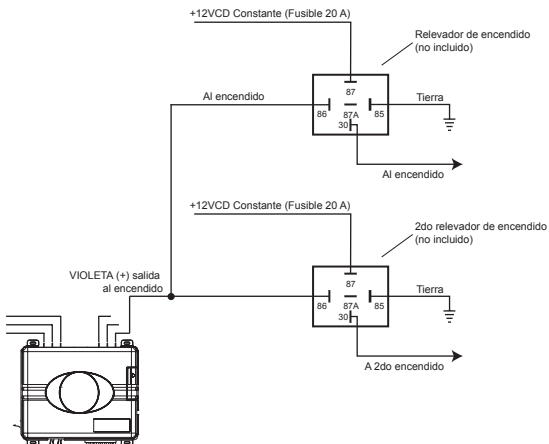 +12VCD Constante (Fusible 20 A)
Relevador de encendido
(no incluido)
87
Al encendido
Tierra
86
87A
85
30
Al encendido
+12VCD Constante (Fusible 20 A)
2do relevador de encendido
(no incluido)
87
VIOLETA (+) salida
al encendido
Tierra
86
87A
85
30
A 2do encendido